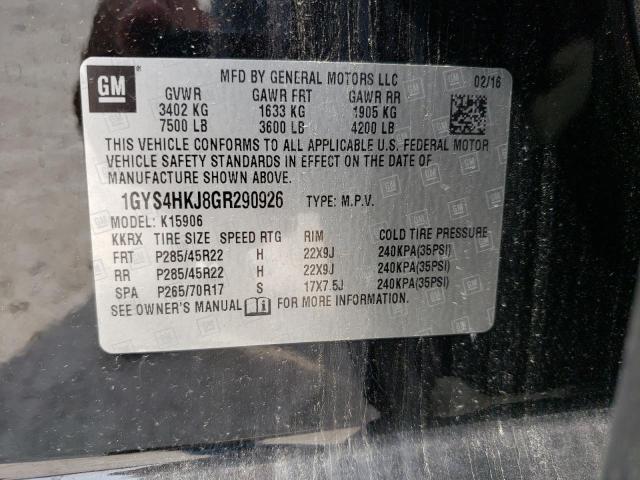 GM
MFD BY GENERAL MOTORS LLC 02/16
GVWR GAWR FRT GAWR RR
3402 KG 1633 KG 1905 KG
7500 LB 3600 LB 4200 LB
THIS VEHICLE CONFORMS TO ALL APPLICABLE U.S. FEDERAL MOTOR
VEHICLE SAFETY STANDARDS IN EFFECT ON THE DATE OF
MANUFACTURE SHOWN ABOVE.
1GYS4HKJ8GR290926 TYPE: M.P.V.
MODEL: K15906
KKRX TIRE SIZE SPEED RTG RIM COLD TIRE PRESSURE
FRT P285/45R22 H 22X9J 240KPA(35PSI)
RR P285/45R22 H 22X9J 240KPA(35PSI)
SPA P265/70R17 S 17X7.5J 240KPA(35PSI)
SEE OWNER'S MANUAL FOR MORE INFORMATION.